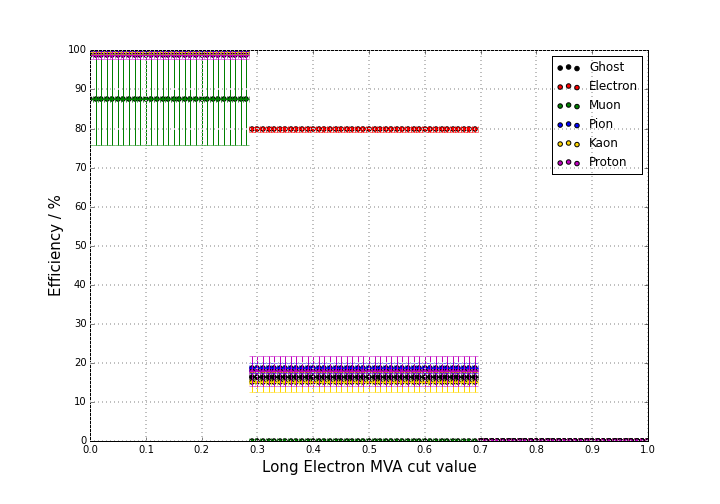 100
90
80
70
60
50
40
30
20
10
0
Efficiency / %
0.0 0.1 0.2 0.3 0.4 0.5 0.6 0.7 0.8 0.9 1.0
Long Electron MVA cut value
Ghost
Electron
Muon
Pion
Kaon
Proton